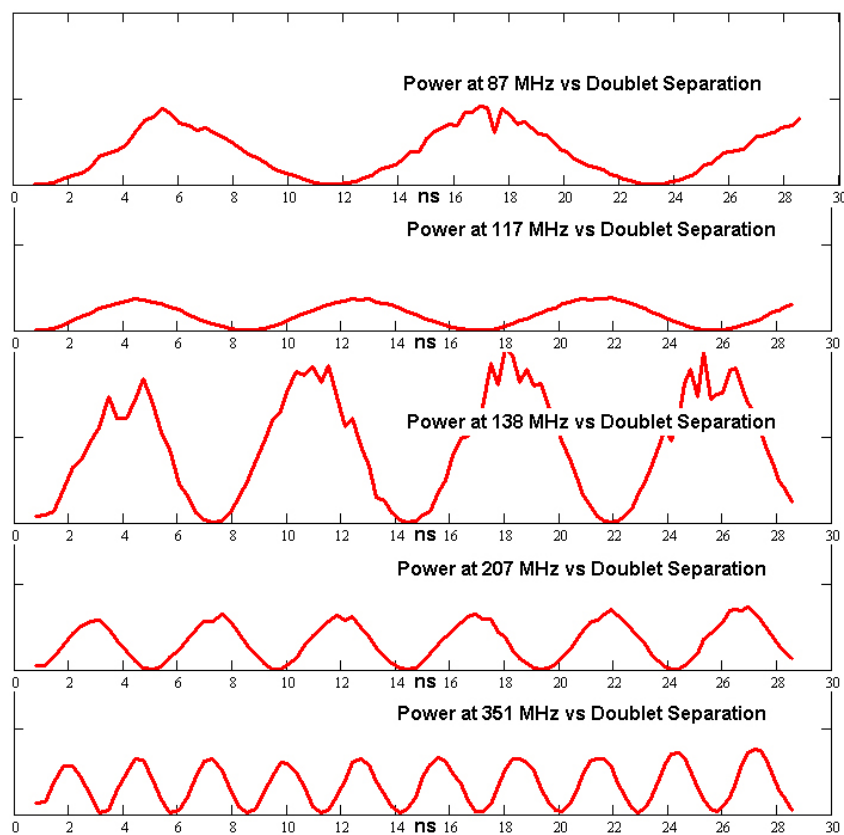 Power at 87 MHz vs Doublet Separation
0 2 4 6 8 10 12 14 ns 16 18 20 22 24 26 28 30
Power at 117 MHz vs Doublet Separation
0 2 4 6 8 10 12 14 ns 16 18 20 22 24 26 28 30
Power at 138 MHz vs Doublet Separation
0 2 4 6 8 10 12 14 ns 16 18 20 22 24 26 28 30
Power at 207 MHz vs Doublet Separation
0 2 4 6 8 10 12 14 ns 16 18 20 22 24 26 28 30
Power at 351 MHz vs Doublet Separation
0 2 4 6 8 10 12 14 ns 16 18 20 22 24 26 28 30